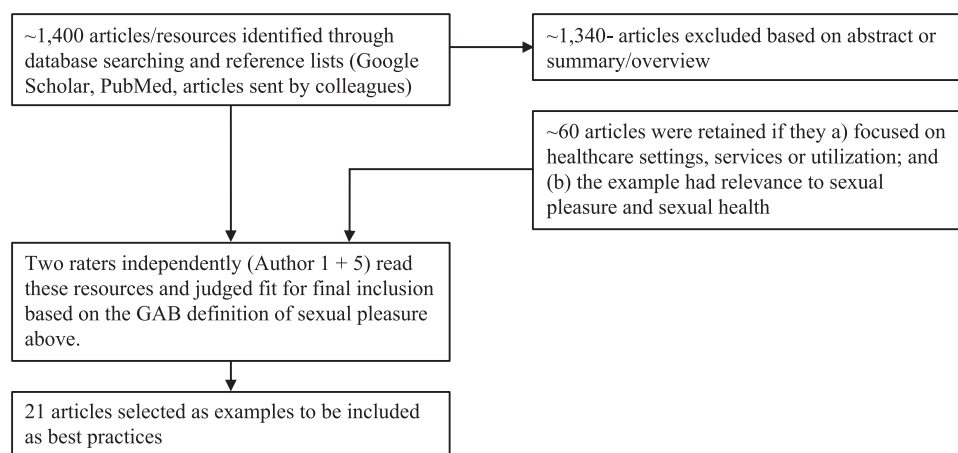 ~1,400 articles/resources identified through
database searching and reference lists (Google
Scholar, PubMed, articles sent by colleagues)
~1,340- articles excluded based on abstract or
summary/overview
~60 articles were retained if they a) focused on
healthcare settings, services or utilization; and
(b) the example had relevance to sexual
pleasure and sexual health
Two raters independently (Author 1 + 5) read
these resources and judged fit for final inclusion
based on the GAB definition of sexual pleasure
above.
21 articles selected as examples to be included
as best practices